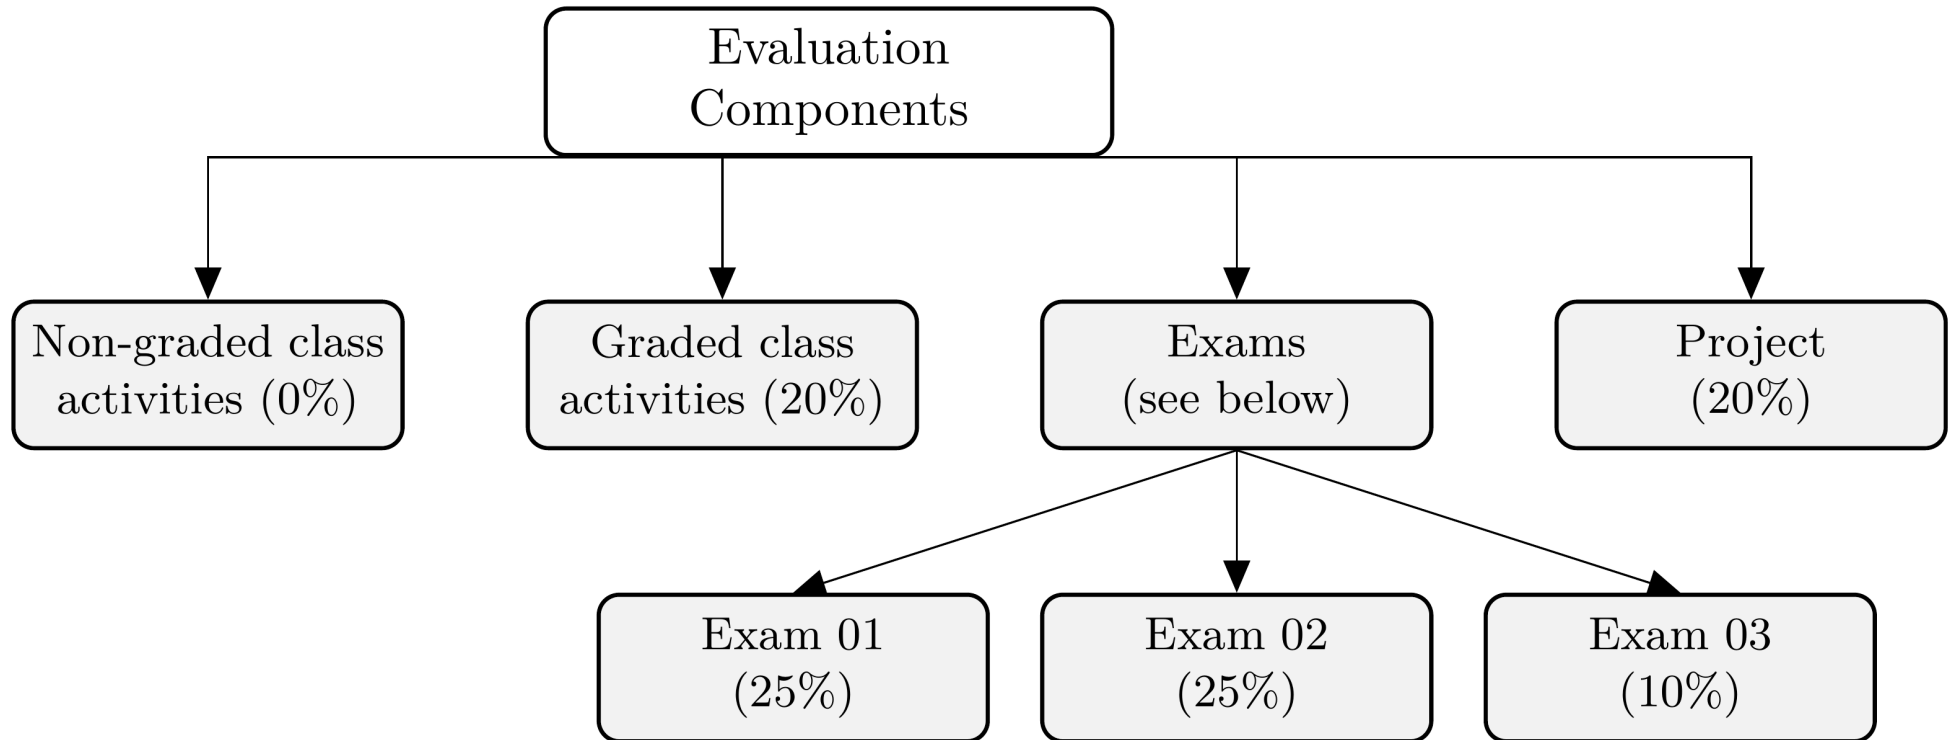 Evaluation
Components
Non-graded class
activities (0%)
Graded class
activities (20%)
Exams
(see below)
Project
(20%)
Exam 01
(25%)
Exam 02
(25%)
Exam 03
(10%)